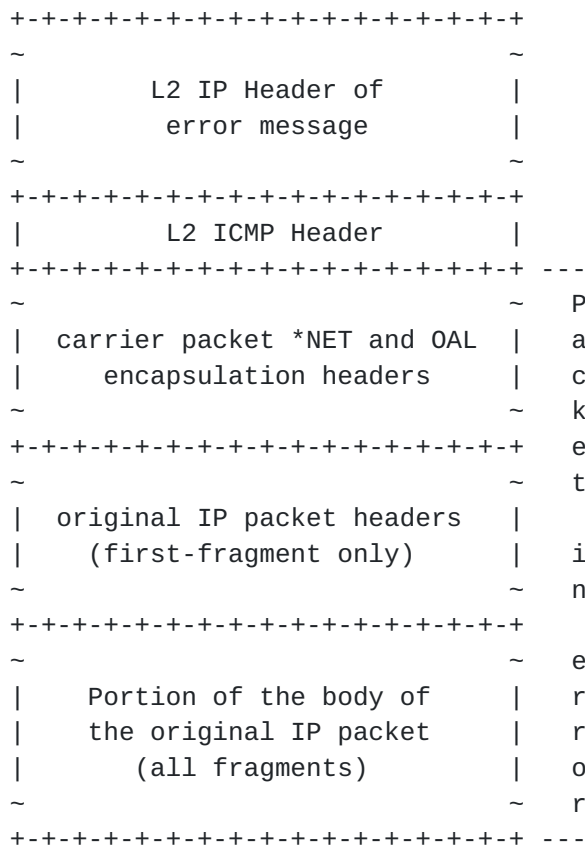 +-+-+-+-+-+-+-+-+-+-+-+-+-+-+-+-+
~                               ~
|        L2 IP Header of        |
|         error message         |
~                               ~
+-+-+-+-+-+-+-+-+-+-+-+-+-+-+-+-+
|         L2 ICMP Header        |
+-+-+-+-+-+-+-+-+-+-+-+-+-+-+-+-+ ---
~                               ~   P
|  carrier packet *NET and OAL  |   a
|     encapsulation headers     |   c
~                               ~   k
+-+-+-+-+-+-+-+-+-+-+-+-+-+-+-+-+   e
~                               ~   t
|  original IP packet headers   |
|    (first-fragment only)      |   i
~                               ~   n
+-+-+-+-+-+-+-+-+-+-+-+-+-+-+-+-+
~                               ~   e
|    Portion of the body of     |   r
|    the original IP packet     |   r
|       (all fragments)         |   o
~                               ~   r
+-+-+-+-+-+-+-+-+-+-+-+-+-+-+-+-+ ---